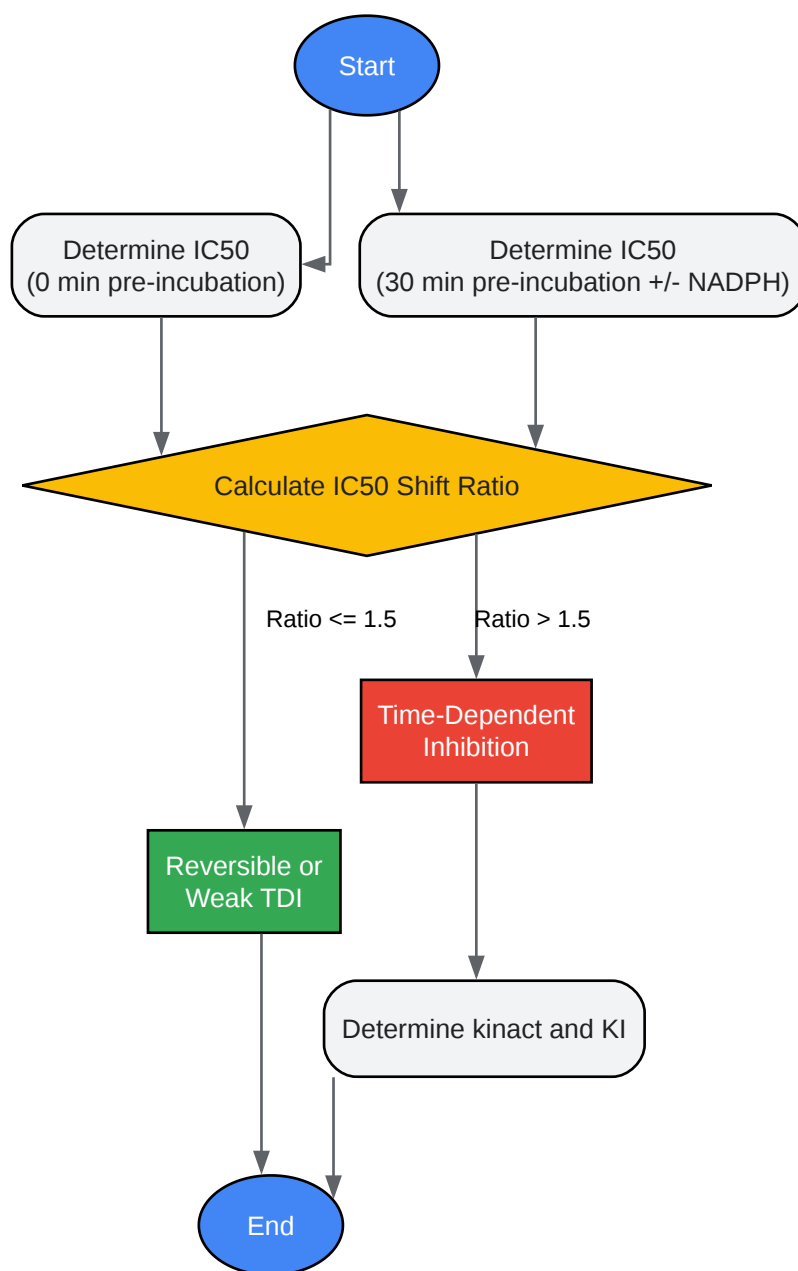 Start
Determine IC50
(0 min pre-incubation)
Determine IC50
(30 min pre-incubation +/- NADPH)
Calculate IC50 Shift Ratio
Ratio <= 1.5
Ratio > 1.5
Time-Dependent
Inhibition
Reversible or
Weak TDI
Determine kinact and KI
End